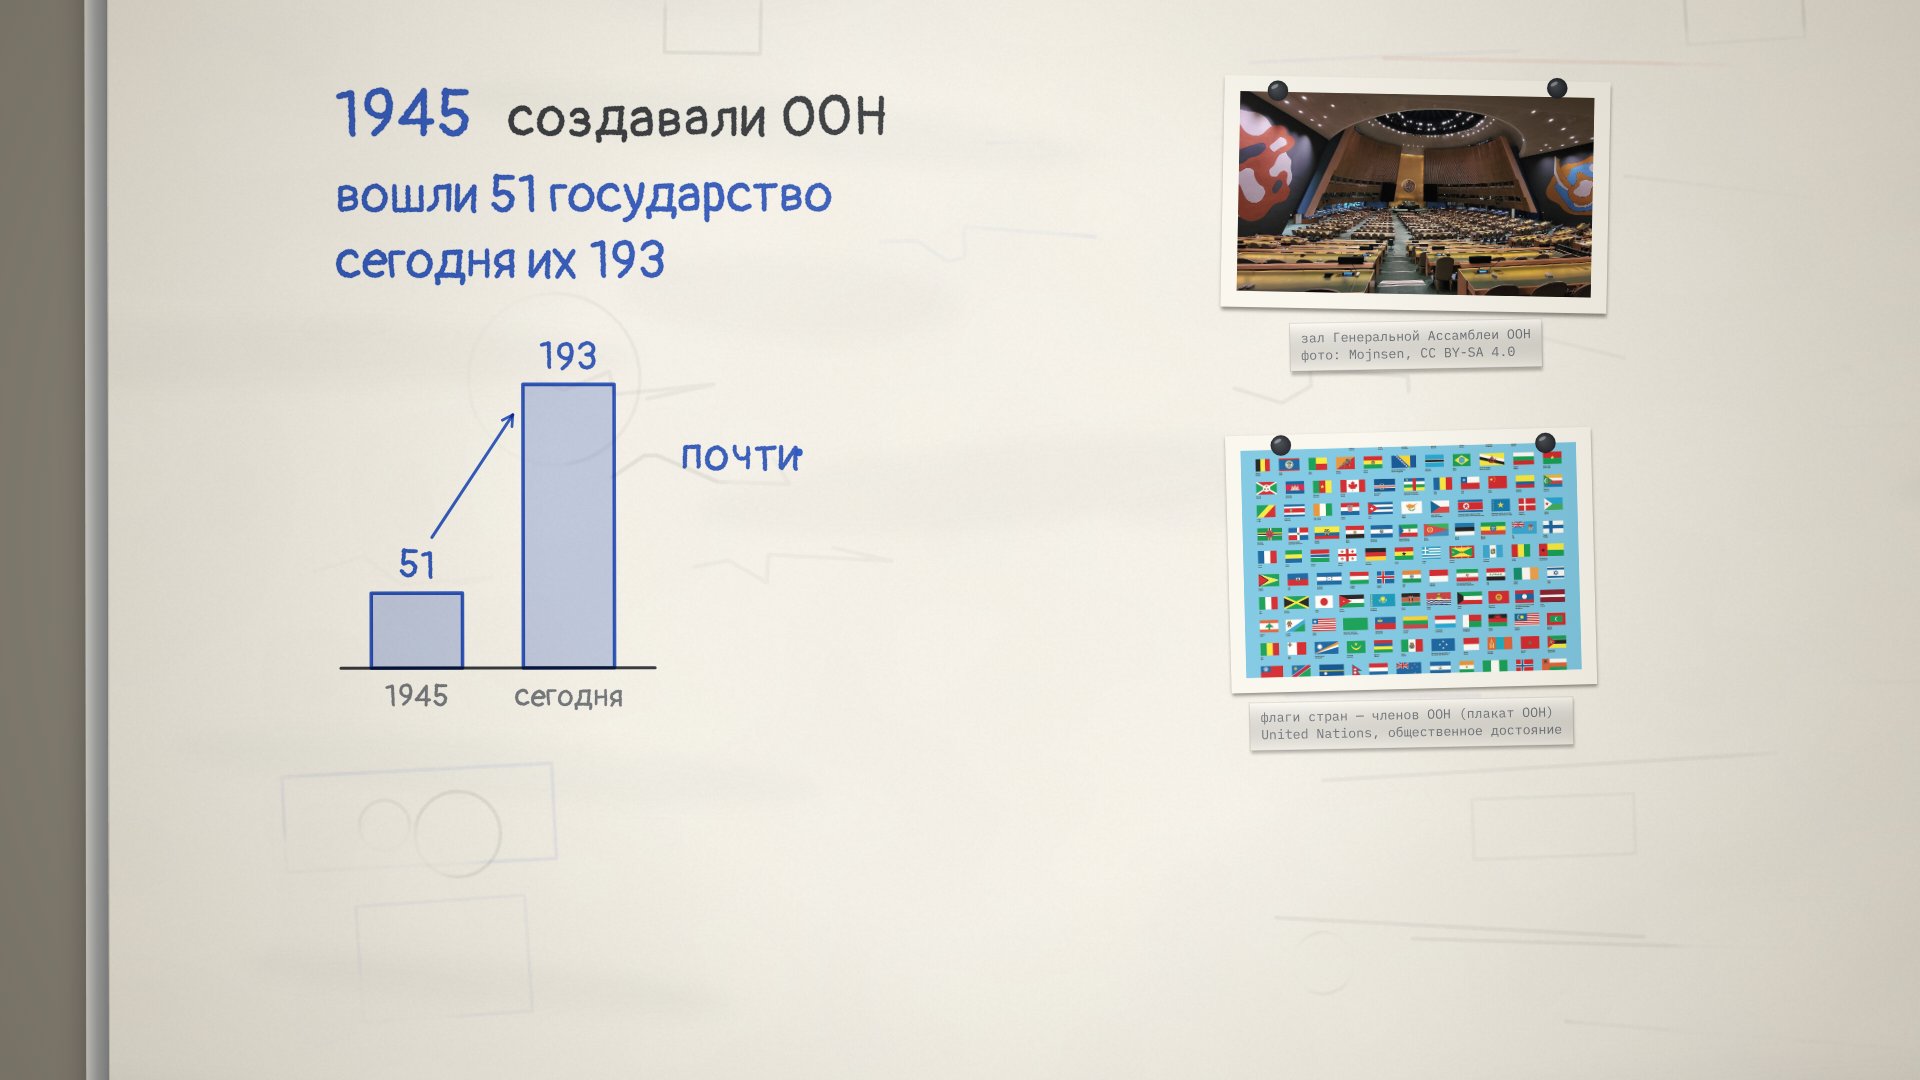 1945 создавали ООН
вошли 51 государство
сегодня их 193
193
почти
51
1945
сегодня
зал Генеральной Ассамблеи ООН
фото: Mojnsen, CC BY-SA 4.0
флаги стран — членов ООН (плакат ООН)
United Nations, общественное достояние